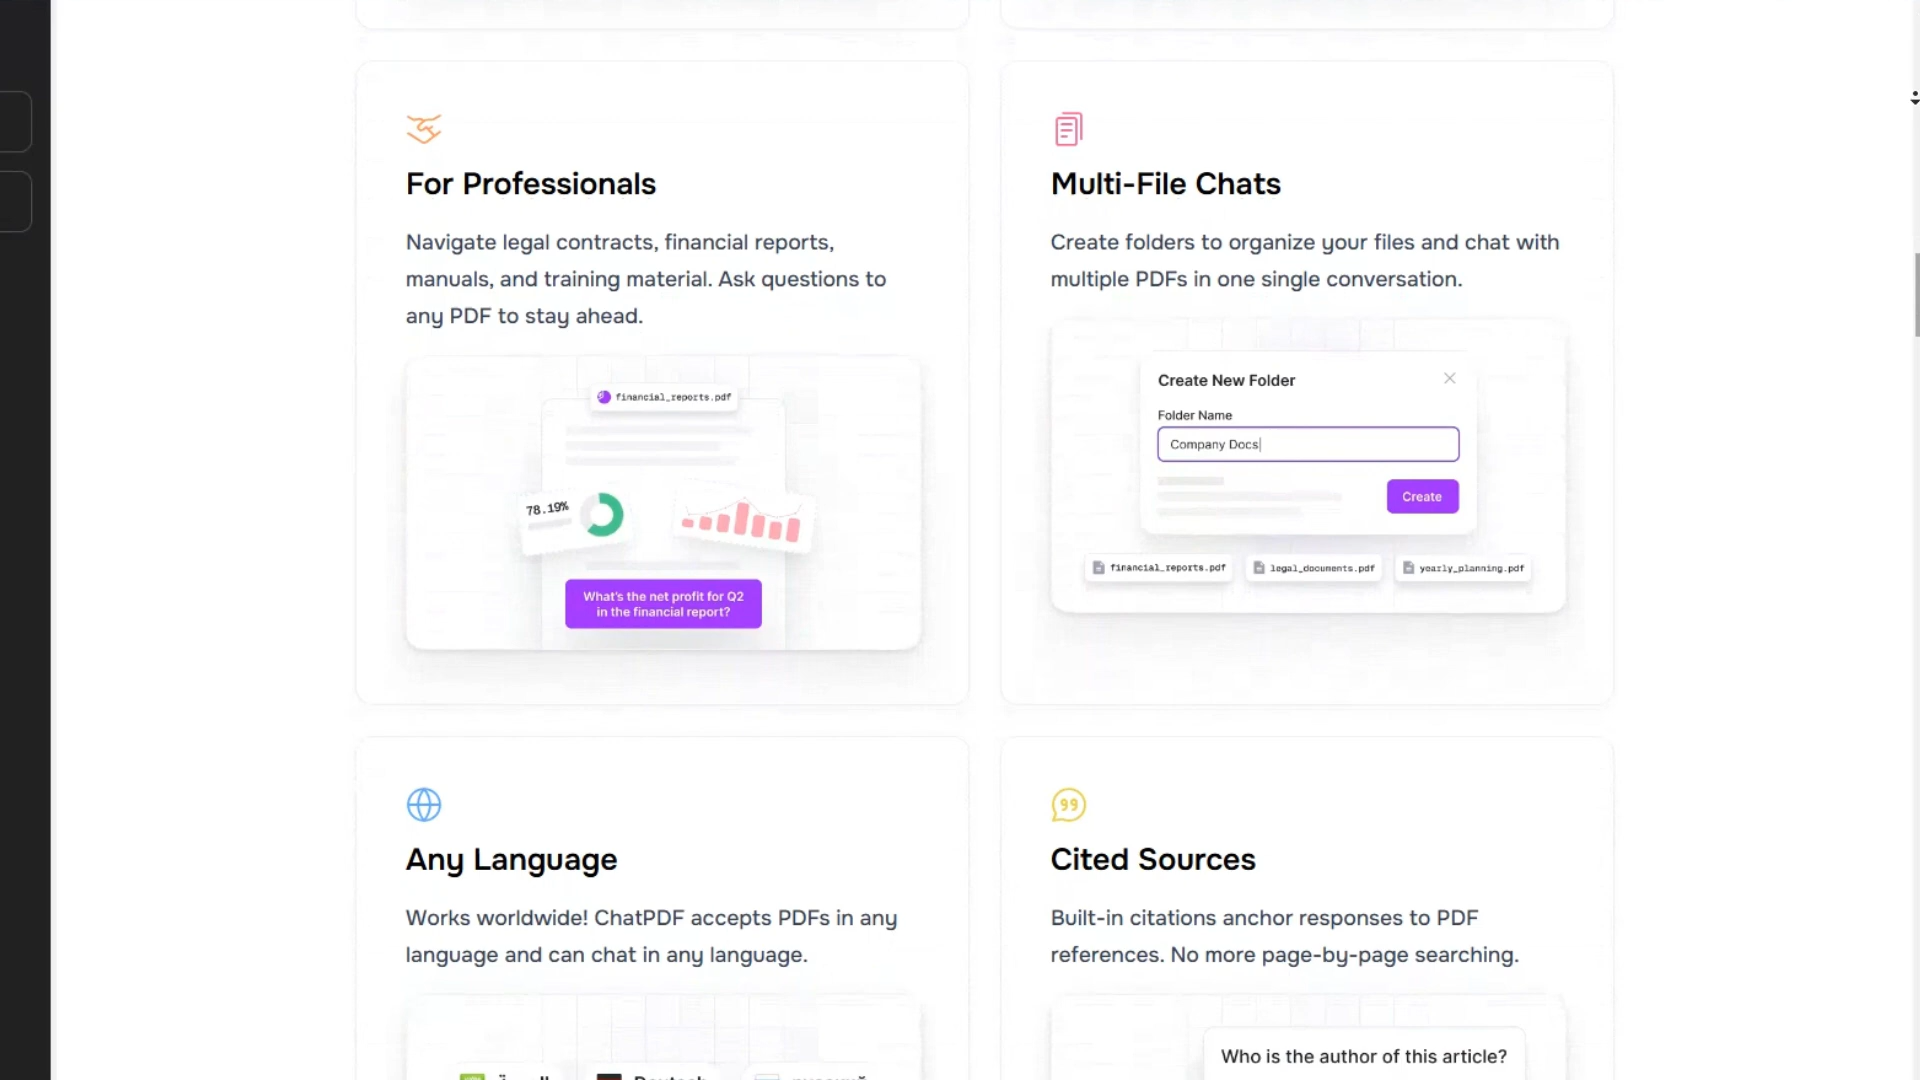 For Professionals
Navigate legal contracts, financial reports,
manuals, and training material. Ask questions to
any PDF to stay ahead.
financial_reports.pdf
78.19%
What's the net profit for Q2
in the financial report?
Multi-File Chats
Create folders to organize your files and chat with
multiple PDFs in one single conversation.
Create New Folder
Folder Name
Company Docs
Create
financial_reports.pdf
legal_documents.pdf
yearly_planning.pdf
Any Language
Works worldwide! ChatPDF accepts PDFs in any
language and can chat in any language.
Deutsch
русский
Cited Sources
Built-in citations anchor responses to PDF
references. No more page-by-page searching.
Who is the author of this article?